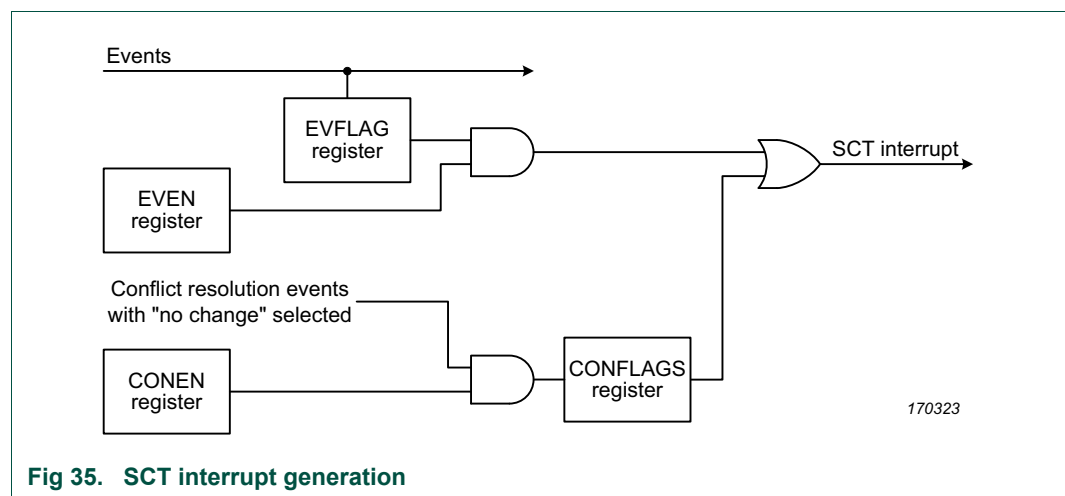 Events
EVFLAG
register
SCT interrupt
EVEN
register
Conflict resolution events
with "no change" selected
CONEN
register
CONFLAGS
register
170323
Fig 35. SCT interrupt generation